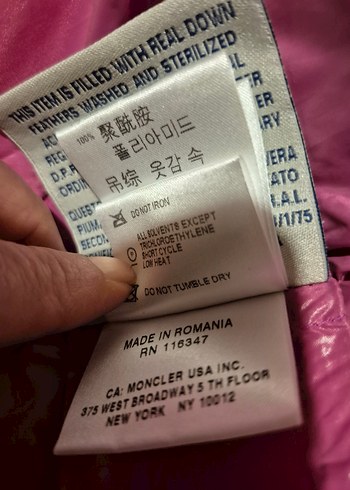 THIS ITEM IS FILLED WITH REAL DOWN
FEATHERS WASHED AND STERILIZED
100% 聚酰胺
폴리아미드
吊综 옷감 속
DO NOT IRON
ALL SOLVENTS EXCEPT
TRICHLOROETHYLENE
SHORT CYCLE
LOW HEAT
DO NOT TUMBLE DRY
MADE IN ROMANIA
RN 116347
CA: MONCLER USA INC.
375 WEST BROADWAY 5 TH FLOOR
NEW YORK NY 10012